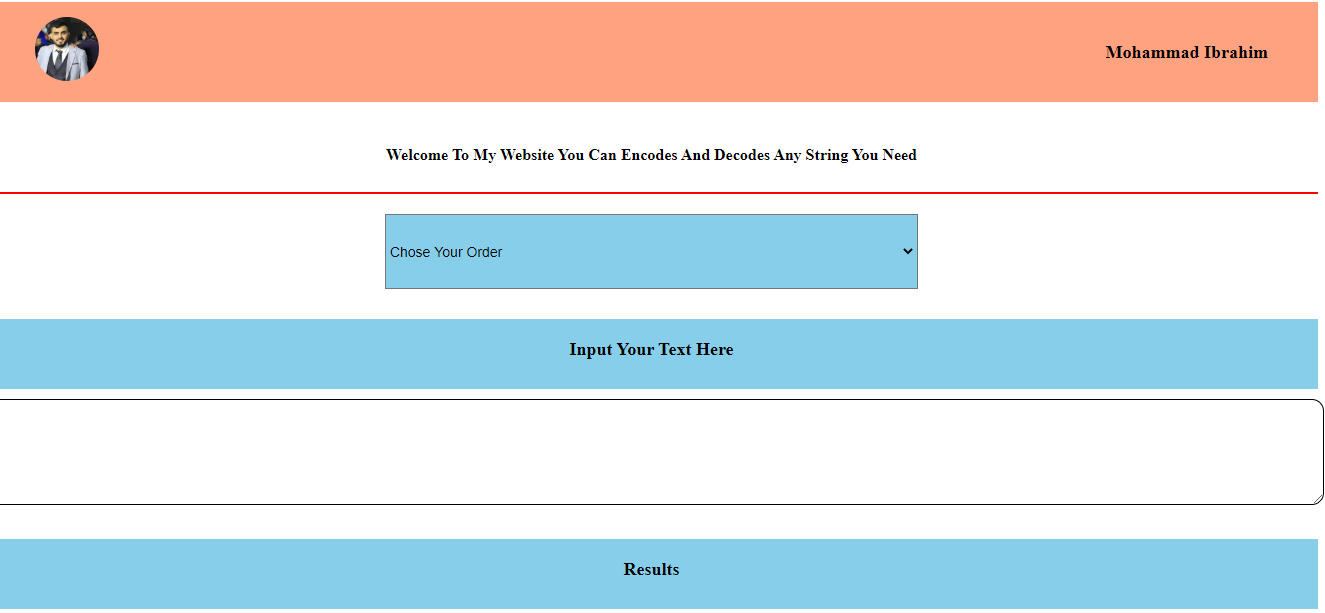 Mohammad Ibrahim
Welcome To My Website You Can Encodes And Decodes Any String You Need
Chose Your Order
Input Your Text Here
Results